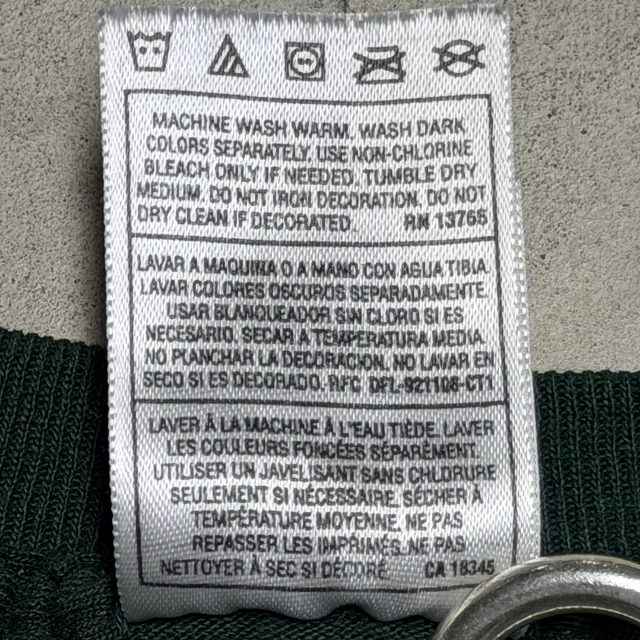 MACHINE WASH WARM. WASH DARK
COLORS SEPARATELY. USE NON-CHLORINE
BLEACH ONLY IF NEEDED. TUMBLE DRY
MEDIUM. DO NOT IRON DECORATION. DO NOT
DRY CLEAN IF DECORATED. RN 13765
LAVAR A MAQUINA O A MANO CON AGUA TIBIA.
LAVAR COLORES OSCUROS SEPARADAMENTE.
USAR BLANQUEADOR SIN CLORO SI ES
NECESARIO. SECAR A TEMPERATURA MEDIA.
NO PLANCHAR LA DECORACION. NO LAVAR EN
SECO SI ES DECORADO. RFC DFL-921106-CT1
LAVER À LA MACHINE À L'EAU TIÈDE. LAVER
LES COULEURS FONCÉES SÉPARÉMENT.
UTILISER UN JAVELISANT SANS CHLORURE
SEULEMENT SI NÉCESSAIRE. SÉCHER À
TEMPÉRATURE MOYENNE. NE PAS
REPASSER LES IMPRIMÉS. NE PAS
NETTOYER À SEC SI DÉCORÉ. CA 18345